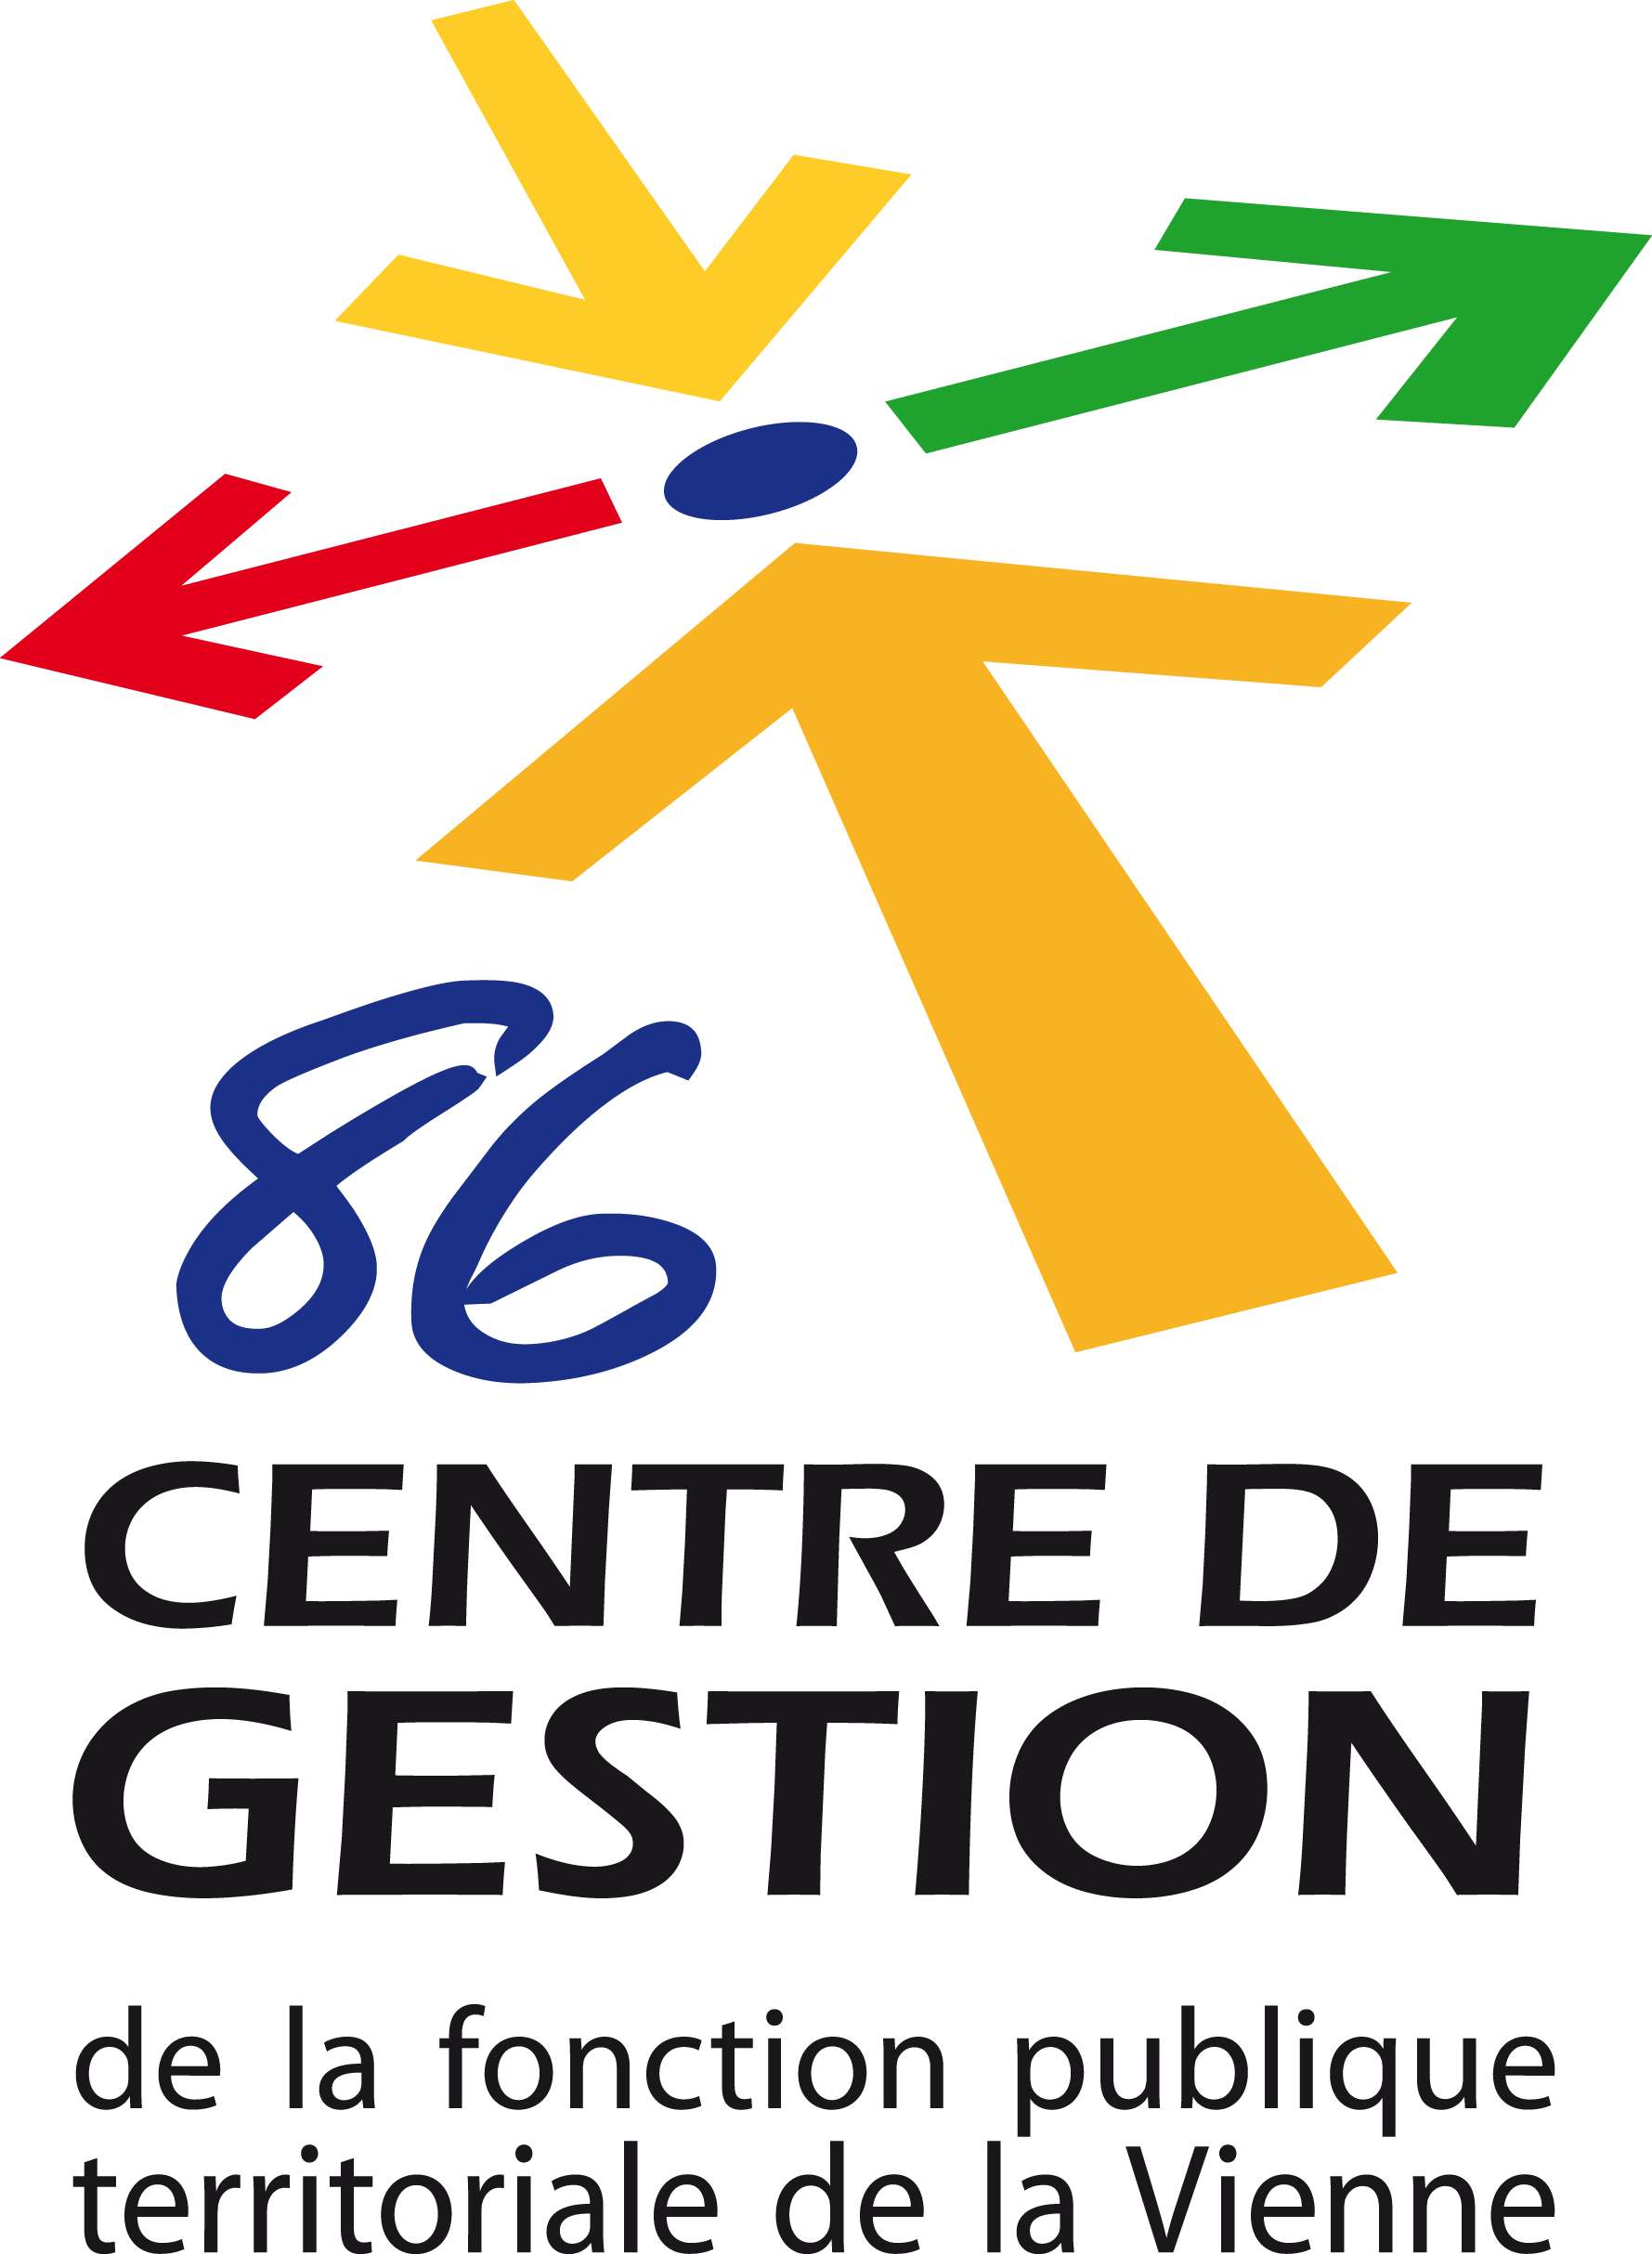 86
CENTRE DE
GESTION
de la fonction publique
territoriale de la Vienne